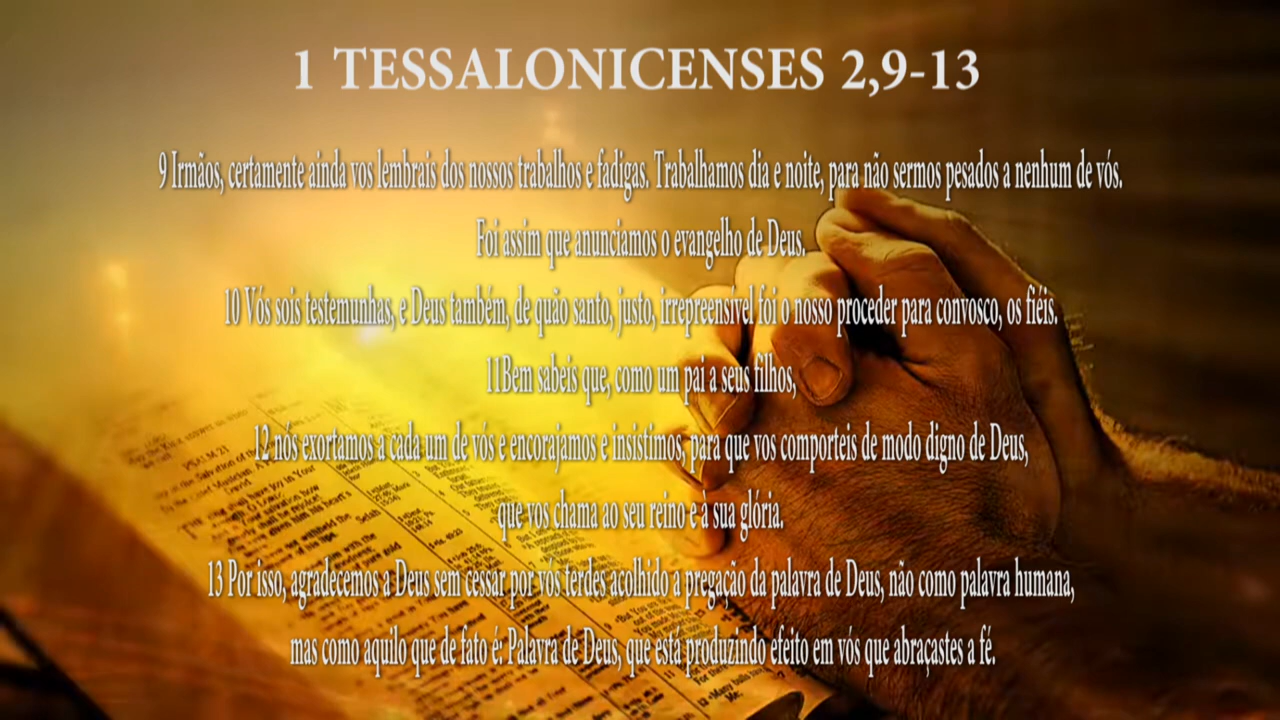 1 TESSALONICENSES 2,9-13
9 Irmãos, certamente ainda vos lembrais dos nossos trabalhos e fadigas. Trabalhamos dia e noite, para não sermos pesados a nenhum de vós.
Foi assim que anunciamos o evangelho de Deus.
10 Vós sois testemunhas, e Deus também, de quão santo, justo, irrepreensível foi o nosso proceder para convosco, os fiéis.
11Bem sabeis que, como um pai a seus filhos,
12 nós exortamos a cada um de vós e encorajamos e insistimos, para que vos comporteis de modo digno de Deus,
que vos chama ao seu reino e à sua glória.
13 Por isso, agradecemos a Deus sem cessar por vós terdes acolhido a pregação da palavra de Deus, não como palavra humana,
mas como aquilo que de fato é: Palavra de Deus, que está produzindo efeito em vós que abraçastes a fé.